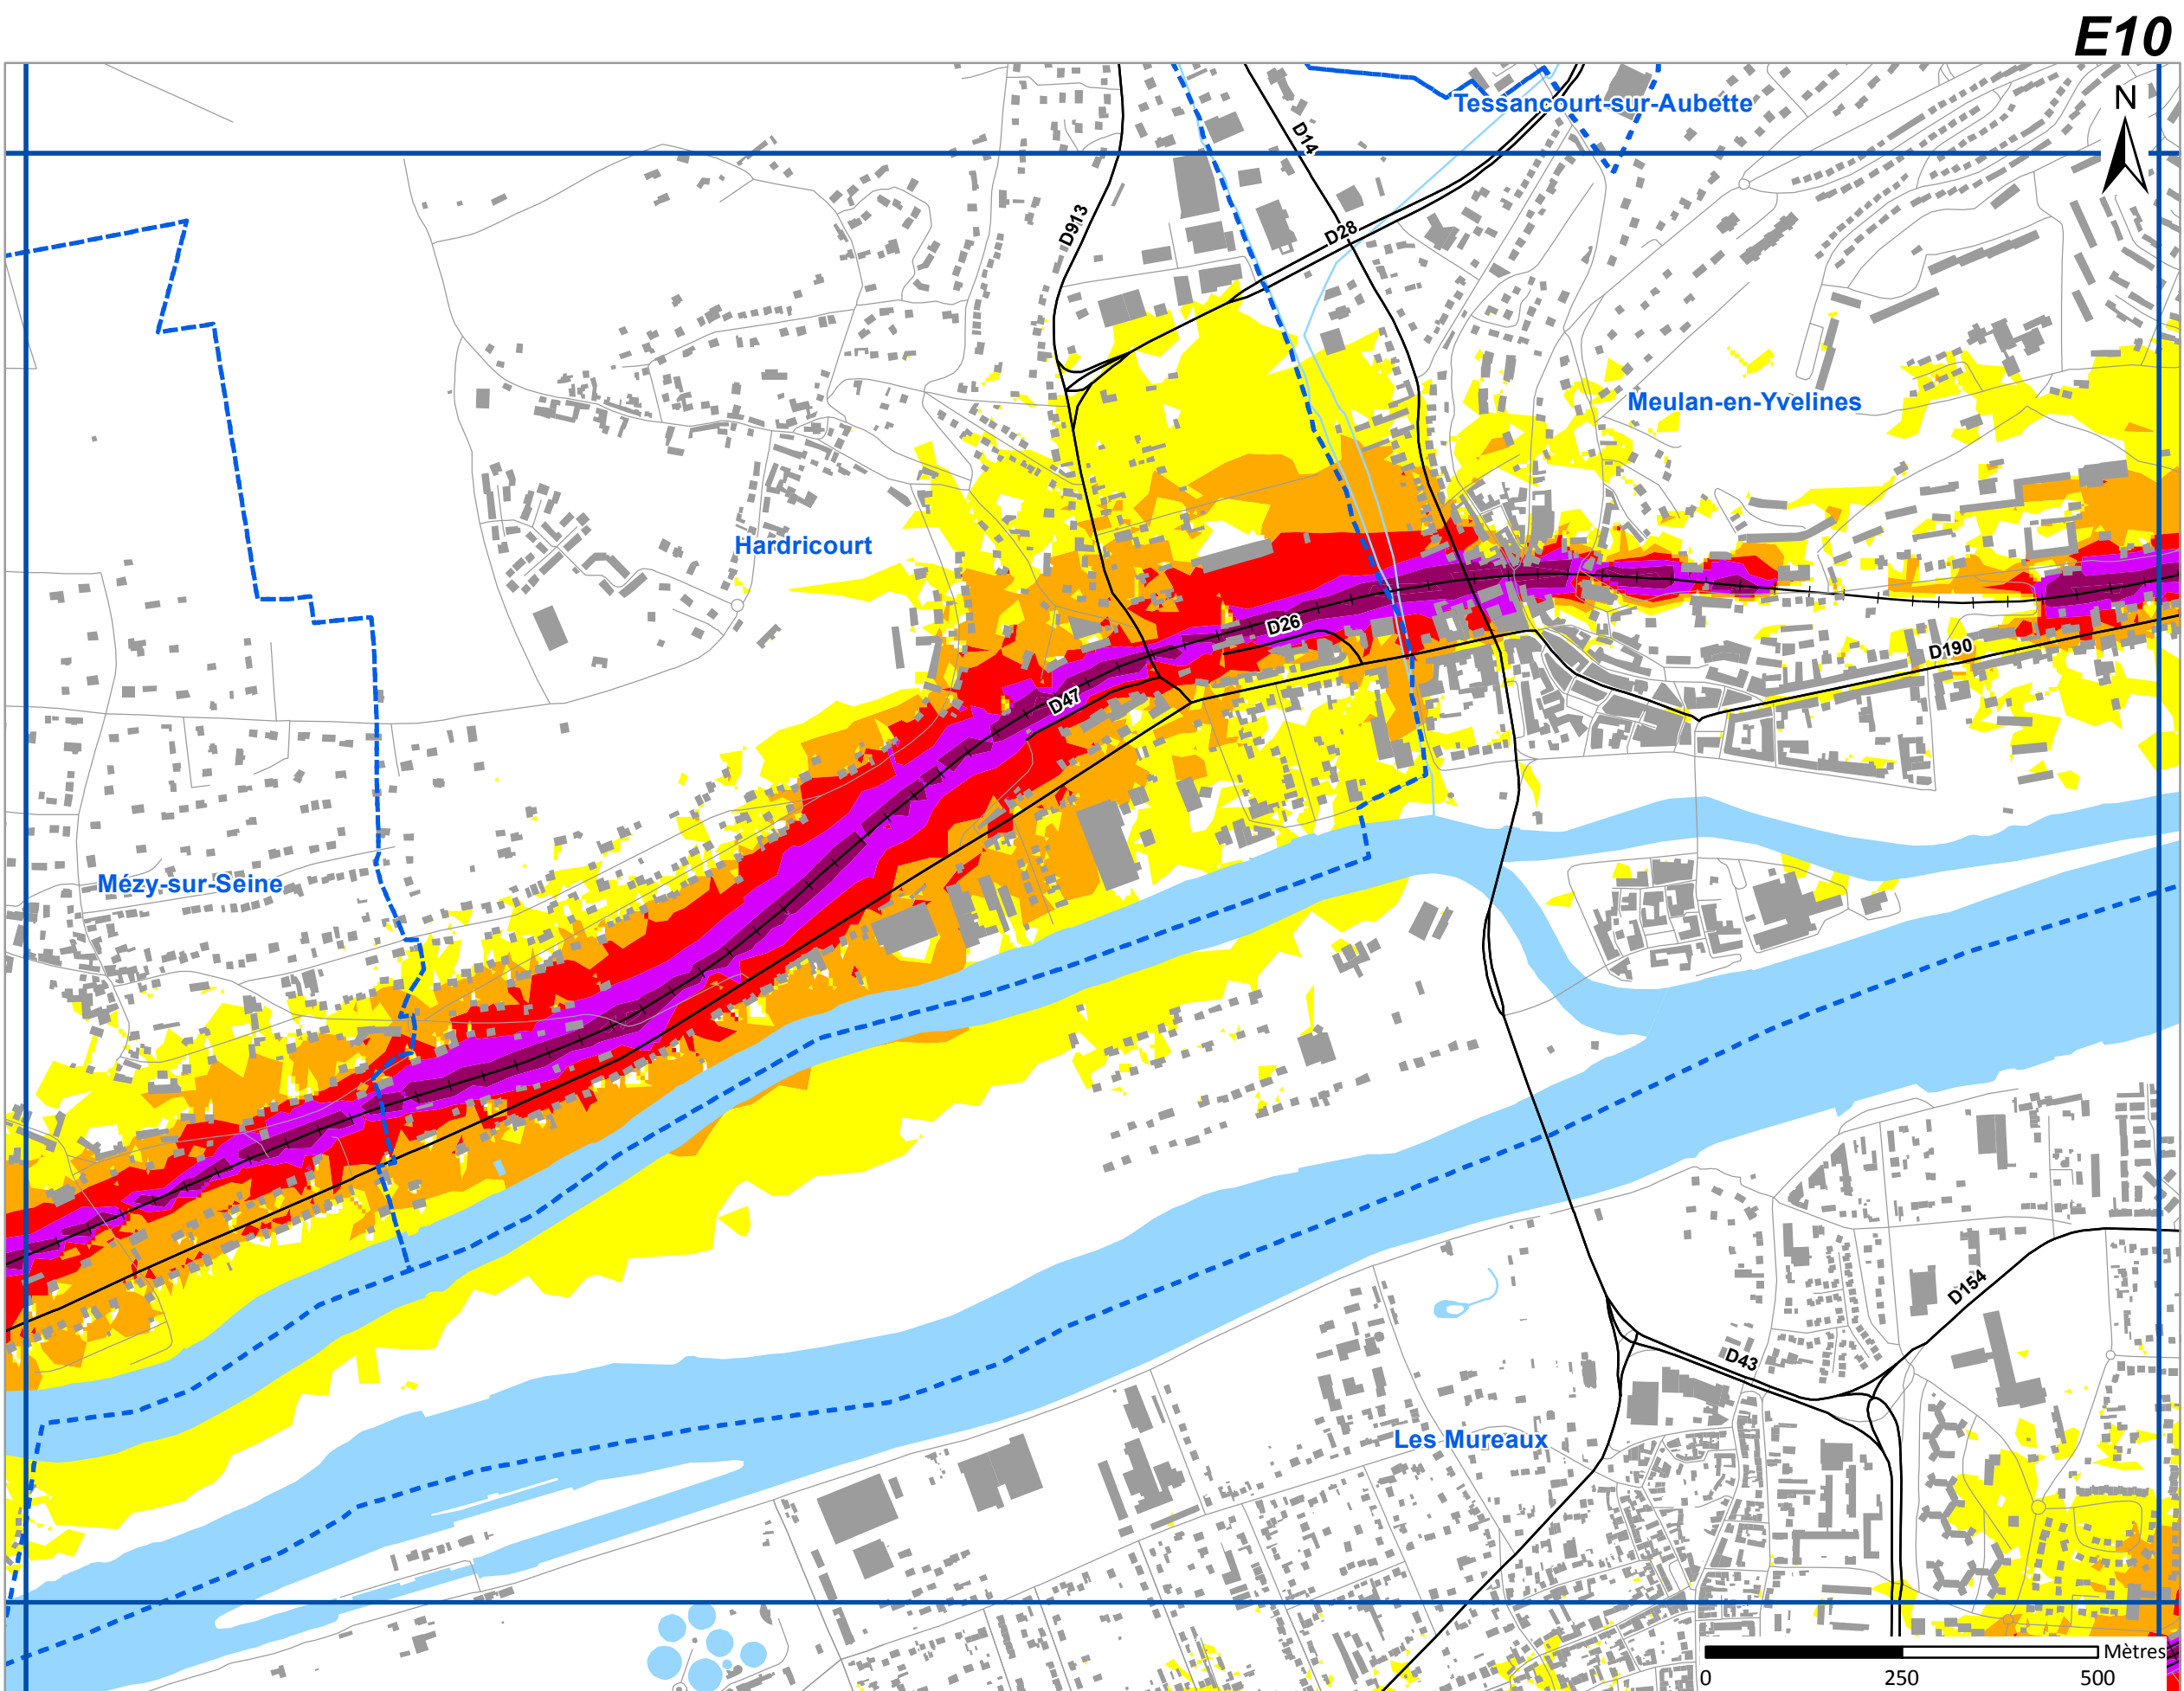 E10
Tessancourt-sur-Aubette
N
D14
D913
D28
Meulan-en-Yvelines
Hardricourt
D26
D190
D47
Mézy-sur-Seine
D154
D43
Les Mureaux
Mètres
0 250 500